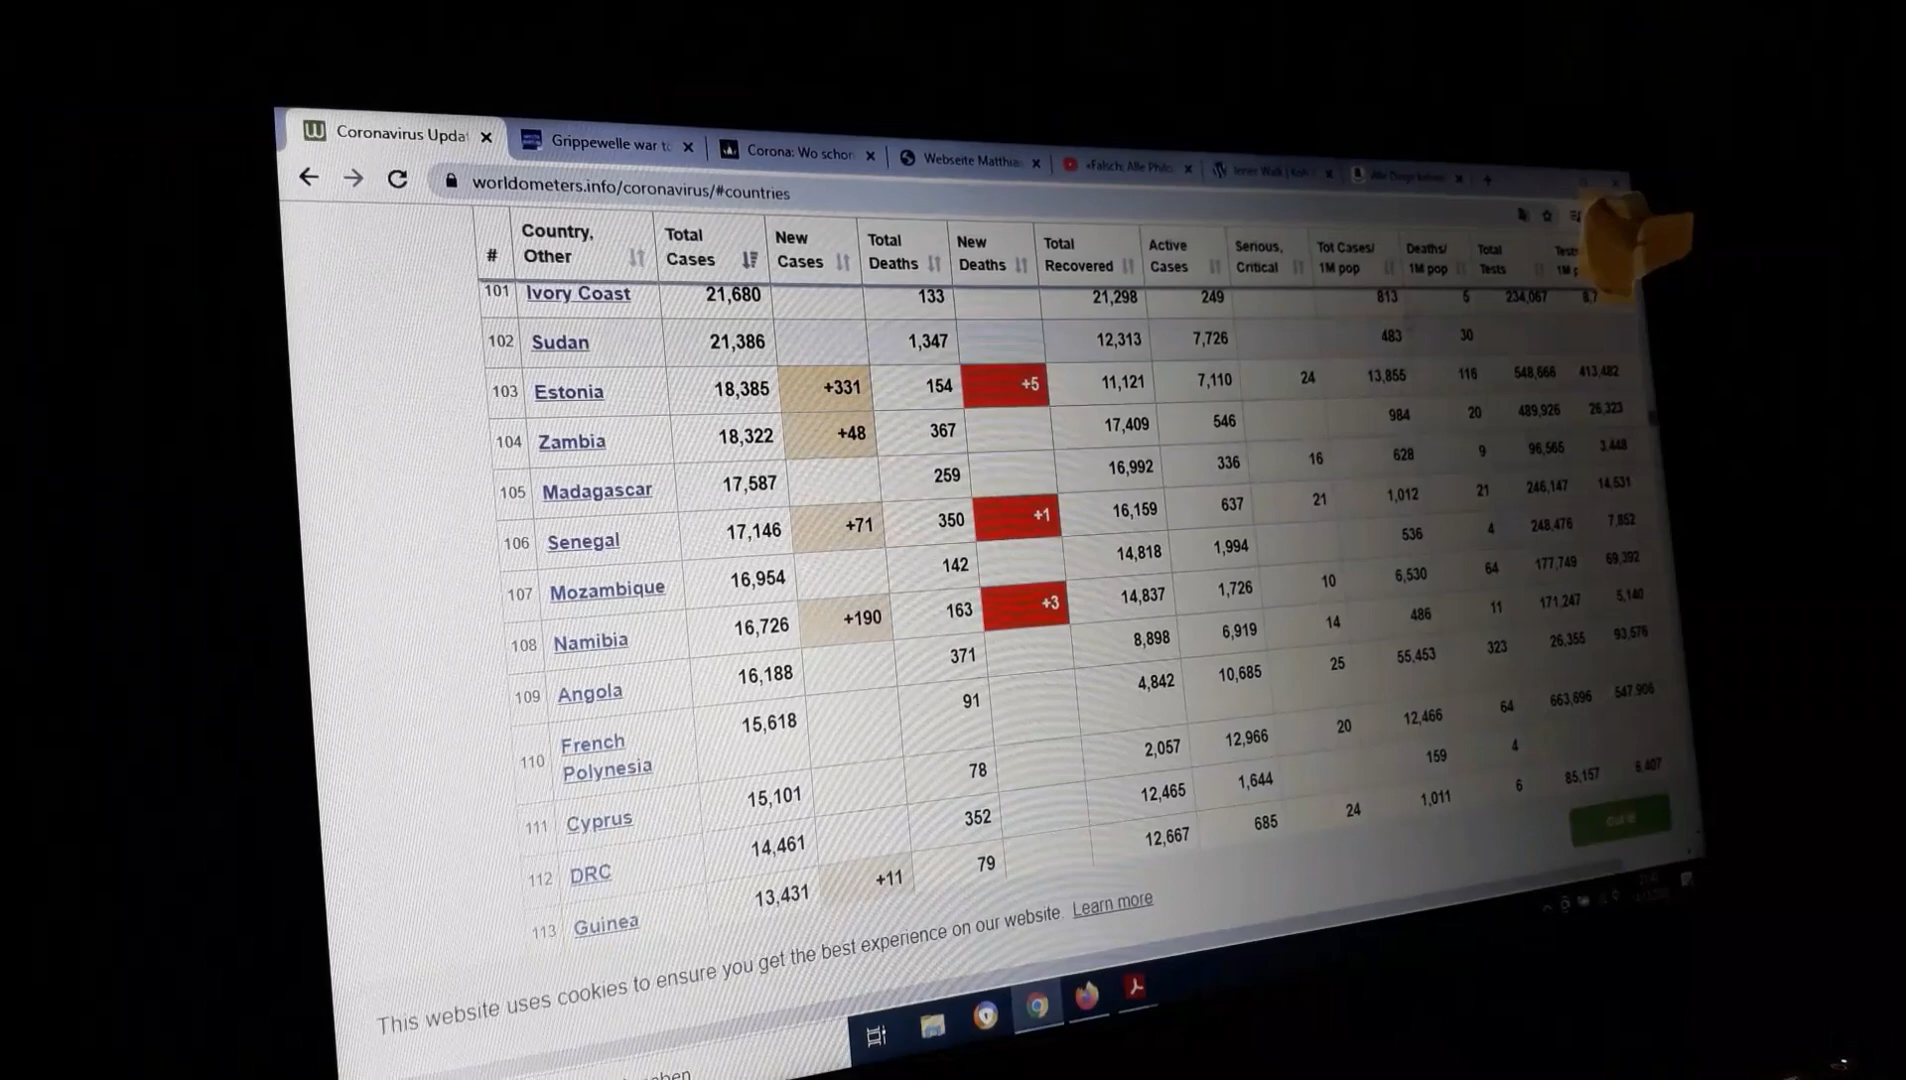 Coronavirus Updat
Grippewelle war to
Corona: Wo schon
Webseite Matthia
«Falsch: Alle Philo
Inner Walk | Koh
worldometers.info/coronavirus/#countries
# Country, Other Total Cases New Cases Total Deaths New Deaths Total Recovered Active Cases Serious, Critical Tot Cases/ 1M pop Deaths/ 1M pop Total Tests
101 Ivory Coast 21,680 133 21,298 249 813 5 234,067
102 Sudan 21,386 1,347 12,313 7,726 483 30
103 Estonia 18,385 +331 154 +5 11,121 7,110 24 13,855 116 548,666 413,482
104 Zambia 18,322 +48 367 17,409 546 984 20 489,926 26,323
105 Madagascar 17,587 259 16,992 336 16 628 9 96,565 3,448
106 Senegal 17,146 +71 350 +1 16,159 637 21 1,012 21 246,147 14,531
107 Mozambique 16,954 142 14,818 1,994 536 4 248,476 7,852
108 Namibia 16,726 +190 163 +3 14,837 1,726 10 6,530 64 177,749 69,392
109 Angola 16,188 371 8,898 6,919 14 486 11 171,247 5,140
110 French Polynesia 15,618 91 4,842 10,685 25 55,453 323 26,355 93,576
111 Cyprus 15,101 78 2,057 12,966 20 12,466 64 663,696 547,906
112 DRC 14,461 352 12,465 1,644 159 4
113 Guinea 13,431 +11 79 12,667 685 24 1,011 6 85,157 6,407
This website uses cookies to ensure you get the best experience on our website. Learn more